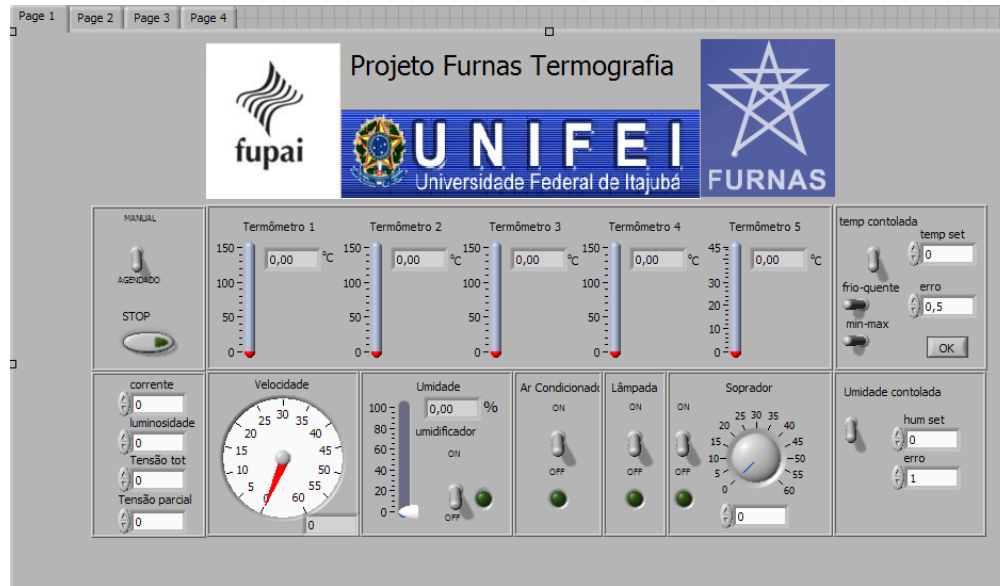 Page 1 Page 2 Page 3 Page 4
Projeto Furnas Termografia
fupai
UNIFEI
Universidade Federal de Itajubá
FURNAS
MANUAL
AGENDADO
STOP
Termômetro 1 Termômetro 2 Termômetro 3 Termômetro 4 Termômetro 5
0,00 °C 0,00 °C 0,00 °C 0,00 °C 0,00 °C
150 150 150 150 45
100 100 100 30
50 50 50 20
10
0 0 0 0 0
temp contolada
temp set
0
frio-quente
erro
0,5
min-max
OK
corrente
0
luminosidade
0
Tensão tot
0
Tensão parcial
0
Velocidade
0 5 10 15 20 25 30 35 40 45 50 55 60
0
Umidade
0,00 %
100
80
60
40
20
0
umidificador
ON
OFF
Ar Condicionado
ON
OFF
Lâmpada
ON
OFF
Soprador
ON
OFF
0 5 10 15 20 25 30 35 40 45 50 55 60
0
Umidade contolada
hum set
0
erro
1